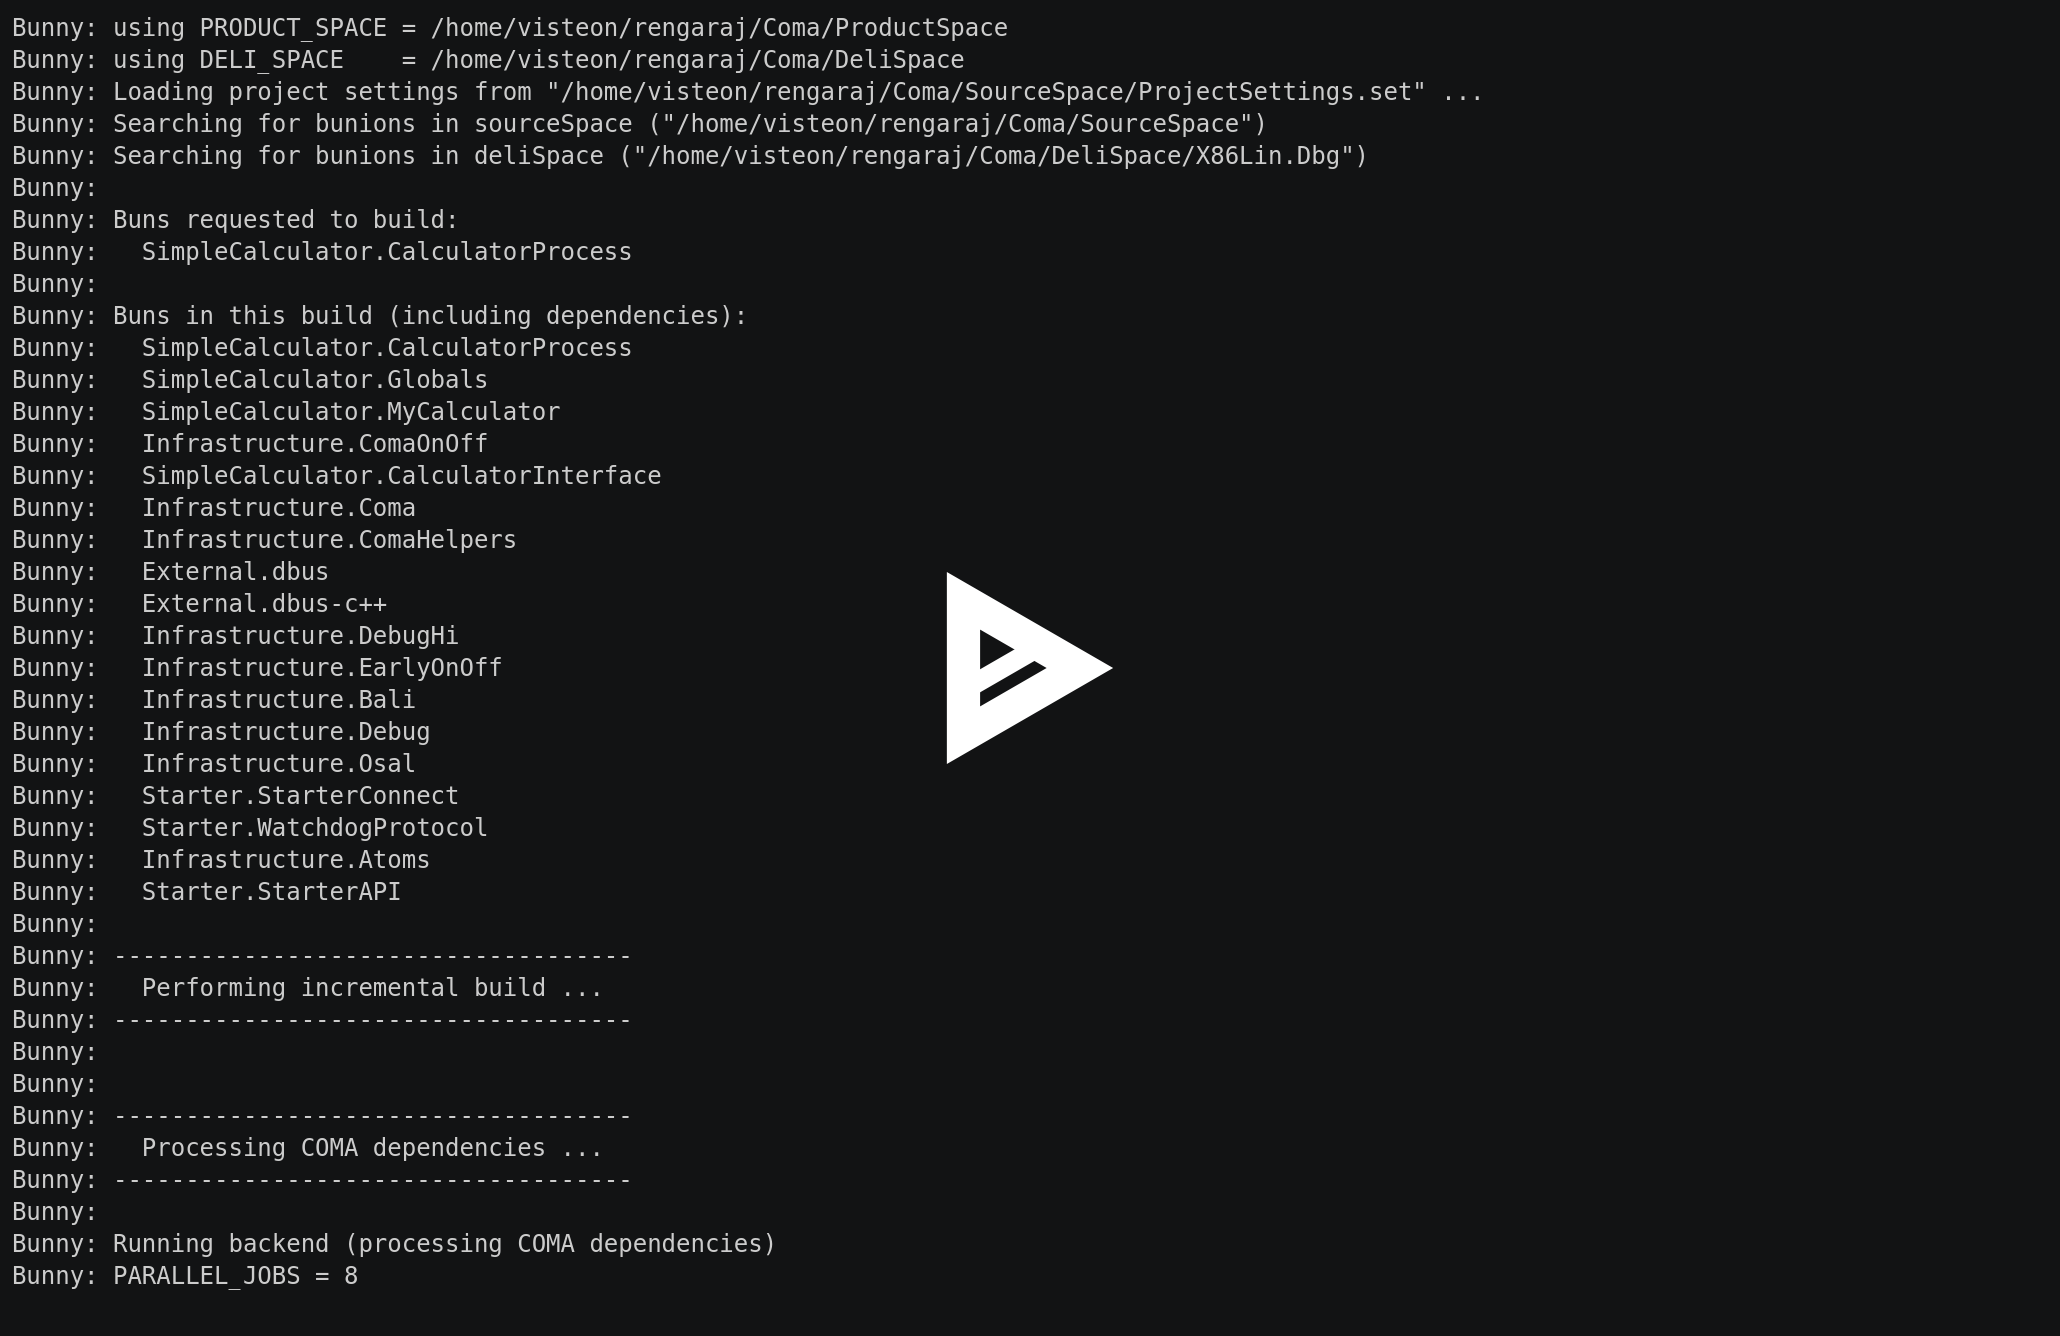 Bunny: using PRODUCT_SPACE = /home/visteon/rengaraj/Coma/ProductSpace
Bunny: using DELI_SPACE    = /home/visteon/rengaraj/Coma/DeliSpace
Bunny: Loading project settings from "/home/visteon/rengaraj/Coma/SourceSpace/ProjectSettings.set" ...
Bunny: Searching for bunions in sourceSpace ("/home/visteon/rengaraj/Coma/SourceSpace")
Bunny: Searching for bunions in deliSpace ("/home/visteon/rengaraj/Coma/DeliSpace/X86Lin.Dbg")
Bunny:
Bunny: Buns requested to build:
Bunny:   SimpleCalculator.CalculatorProcess
Bunny:
Bunny: Buns in this build (including dependencies):
Bunny:   SimpleCalculator.CalculatorProcess
Bunny:   SimpleCalculator.Globals
Bunny:   SimpleCalculator.MyCalculator
Bunny:   Infrastructure.ComaOnOff
Bunny:   SimpleCalculator.CalculatorInterface
Bunny:   Infrastructure.Coma
Bunny:   Infrastructure.ComaHelpers
Bunny:   External.dbus
Bunny:   External.dbus-c++
Bunny:   Infrastructure.DebugHi
Bunny:   Infrastructure.EarlyOnOff
Bunny:   Infrastructure.Bali
Bunny:   Infrastructure.Debug
Bunny:   Infrastructure.Osal
Bunny:   Starter.StarterConnect
Bunny:   Starter.WatchdogProtocol
Bunny:   Infrastructure.Atoms
Bunny:   Starter.StarterAPI
Bunny:
Bunny: ------------------------------------
Bunny:   Performing incremental build ...
Bunny: ------------------------------------
Bunny:
Bunny:
Bunny: ------------------------------------
Bunny:   Processing COMA dependencies ...
Bunny: ------------------------------------
Bunny:
Bunny: Running backend (processing COMA dependencies)
Bunny: PARALLEL_JOBS = 8